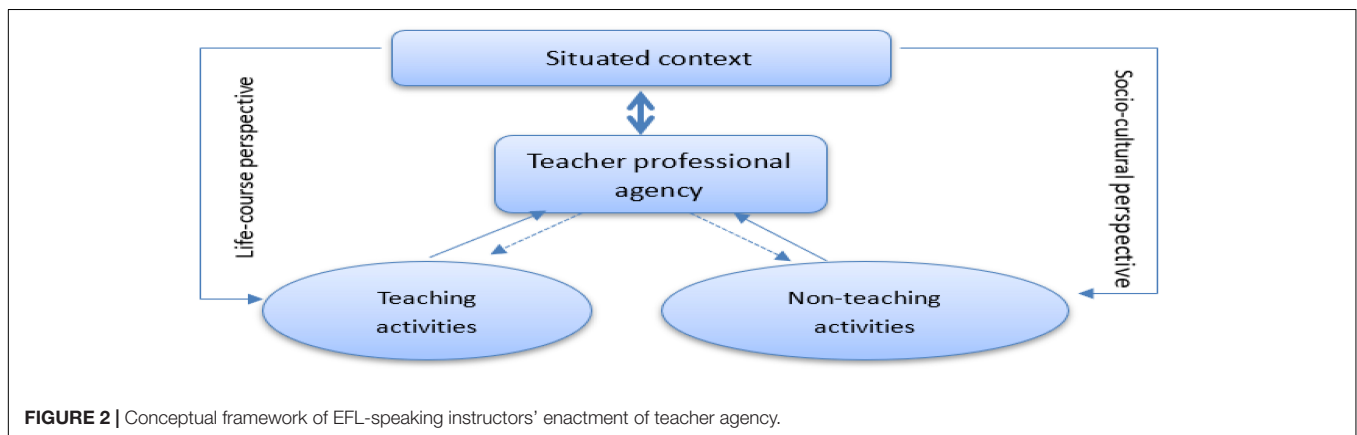 Situated context
Life-course perspective
Socio-cultural perspective
Teacher professional
agency
Teaching
activities
Non-teaching
activities
FIGURE 2 | Conceptual framework of EFL-speaking instructors’ enactment of teacher agency.